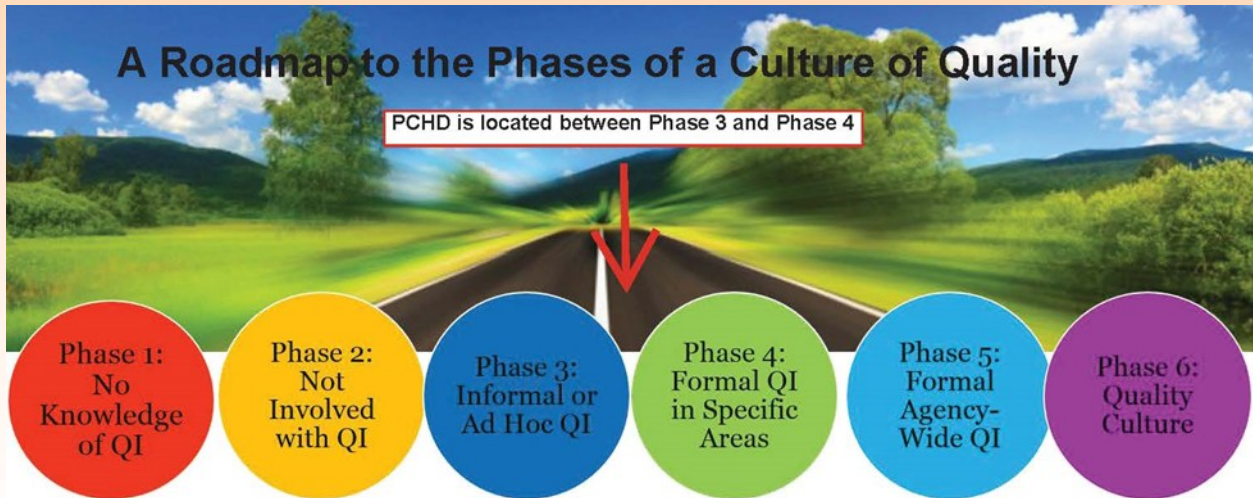 A Roadmap to the Phases of a Culture of Quality
PCHD is located between Phase 3 and Phase 4
Phase 1:
No
Knowledge
of QI
Phase 2:
Not
Involved
with QI
Phase 3:
Informal or
Ad Hoc QI
Phase 4:
Formal QI
in Specific
Areas
Phase 5:
Formal
Agency-
Wide QI
Phase 6:
Quality
Culture